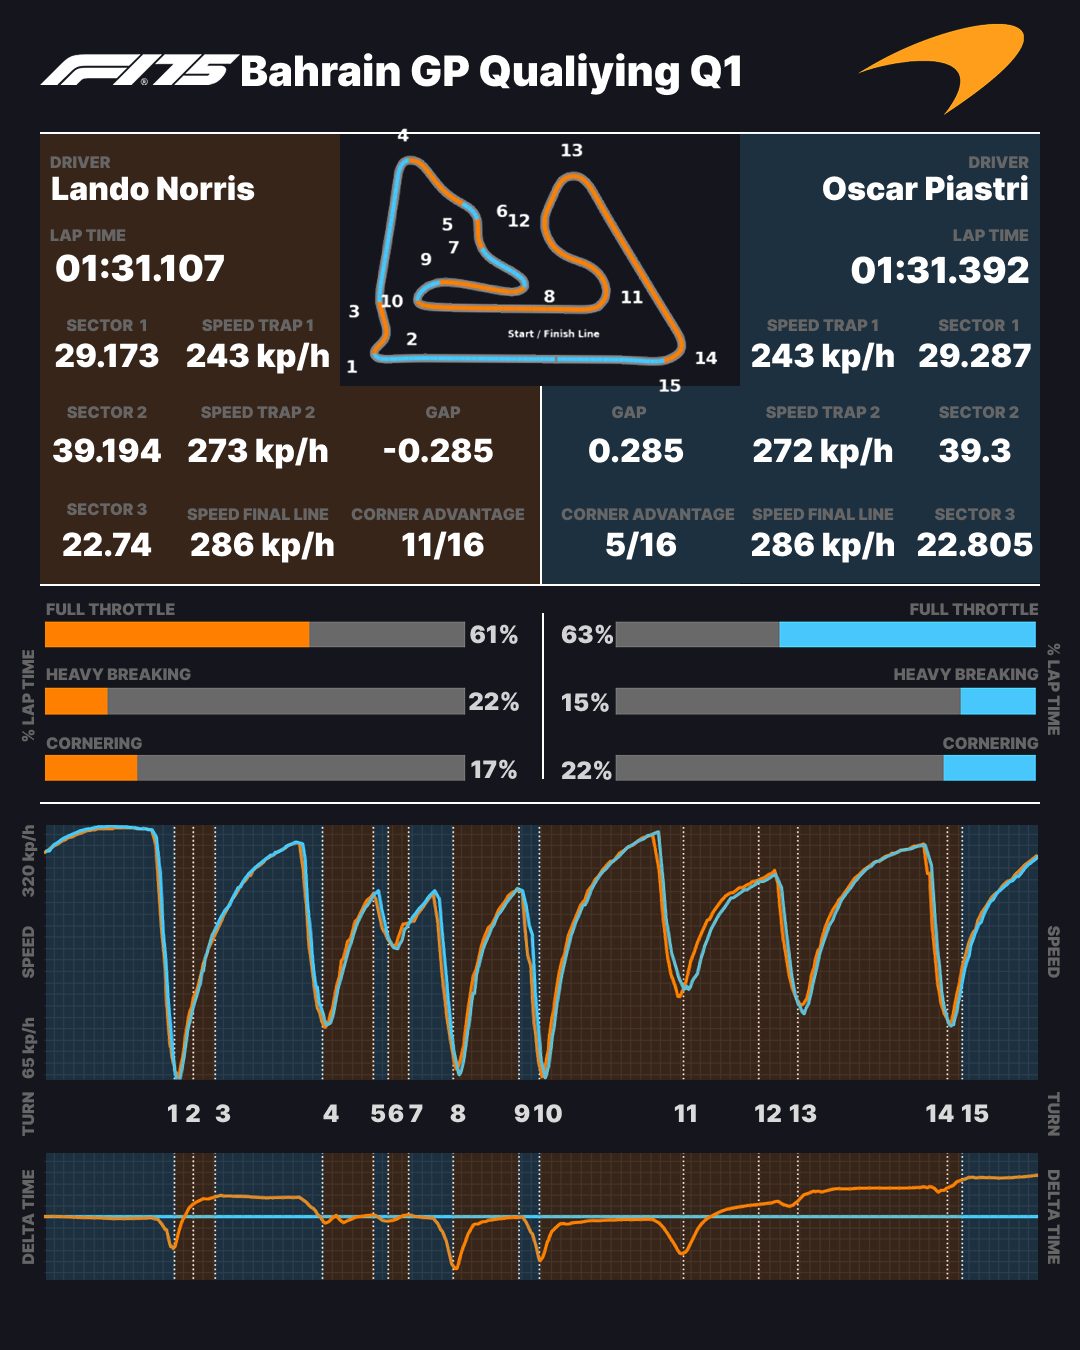 F1®75 Bahrain GP Qualiying Q1
DRIVER
Lando Norris
LAP TIME
01:31.107
SECTOR 1
29.173
SPEED TRAP 1
243 kp/h
SECTOR 2
39.194
SPEED TRAP 2
273 kp/h
GAP
-0.285
SECTOR 3
22.74
SPEED FINAL LINE
286 kp/h
CORNER ADVANTAGE
11/16
4
13
6
12
5
7
9
10
8
11
3
2
Start / Finish Line
1
14
15
DRIVER
Oscar Piastri
LAP TIME
01:31.392
SPEED TRAP 1
243 kp/h
SECTOR 1
29.287
GAP
0.285
SPEED TRAP 2
272 kp/h
SECTOR 2
39.3
CORNER ADVANTAGE
5/16
SPEED FINAL LINE
286 kp/h
SECTOR 3
22.805
% LAP TIME
FULL THROTTLE
61%
HEAVY BREAKING
22%
CORNERING
17%
FULL THROTTLE
63%
HEAVY BREAKING
15%
CORNERING
22%
% LAP TIME
320 kp/h
SPEED
65 kp/h
SPEED
TURN
1 2 3 4 5 6 7 8 9 10 11 12 13 14 15
TURN
DELTA TIME
DELTA TIME